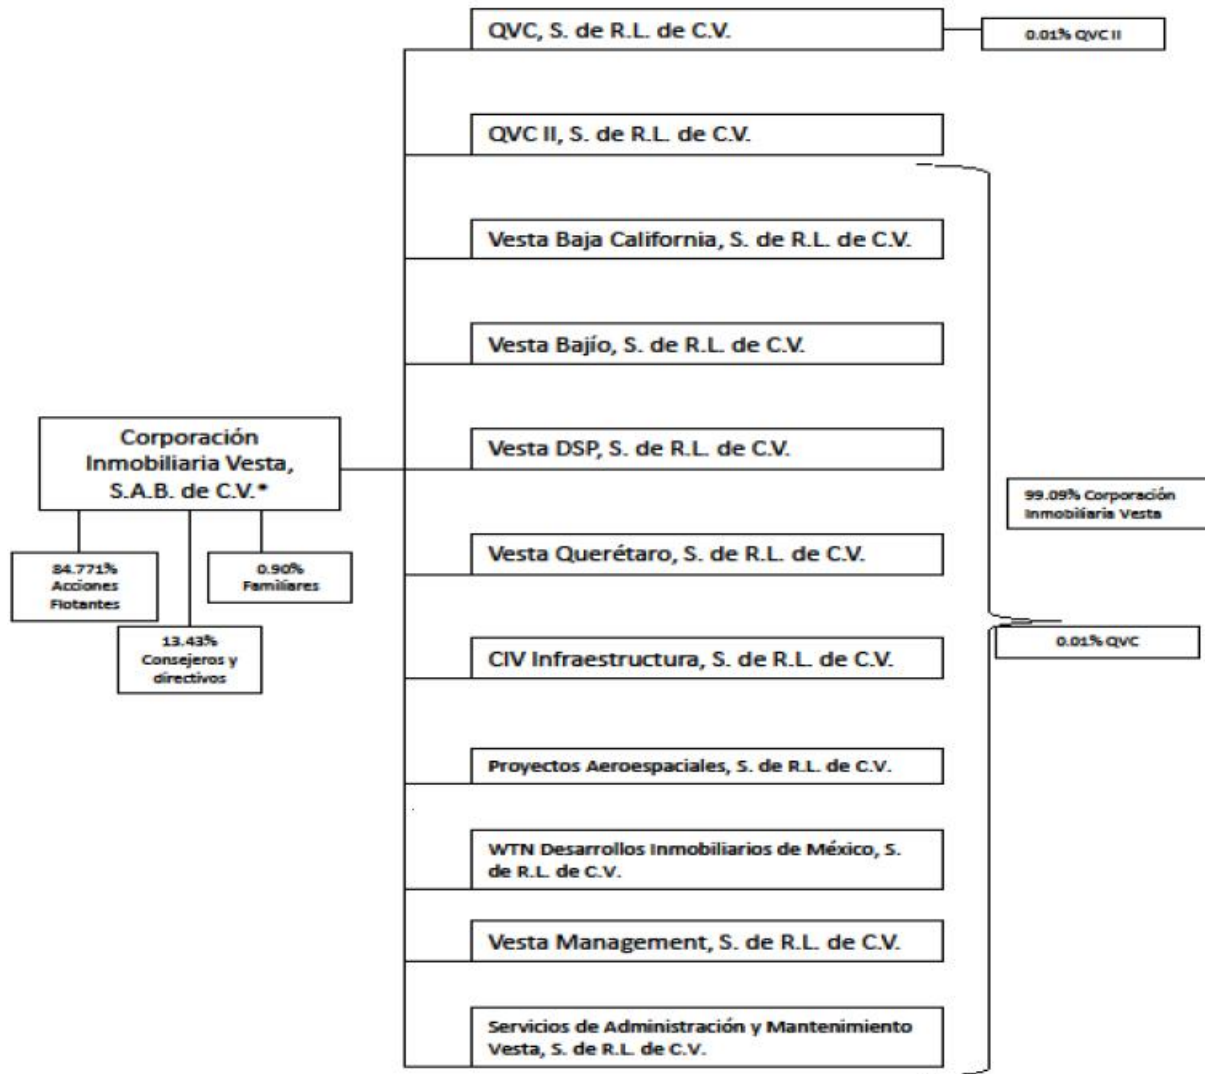 QVC, S. de R.L. de C.V.
0.01% QVC II
QVC II, S. de R.L. de C.V.
Vesta Baja California, S. de R.L. de C.V.
Vesta Bajío, S. de R.L. de C.V.
Corporación
Inmobiliaria Vesta,
S.A.B. de C.V.*
Vesta DSP, S. de R.L. de C.V.
99.09% Corporación
Inmobiliaria Vesta
84.771%
Acciones
Flotantes
0.90%
Familiares
13.43%
Consejeros y
directivos
Vesta Querétaro, S. de R.L. de C.V.
CIV Infraestructura, S. de R.L. de C.V.
0.01% QVC
Proyectos Aeroespaciales, S. de R.L. de C.V.
WTN Desarrollos Inmobiliarios de México, S.
de R.L. de C.V.
Vesta Management, S. de R.L. de C.V.
Servicios de Administración y Mantenimiento
Vesta, S. de R.L. de C.V.